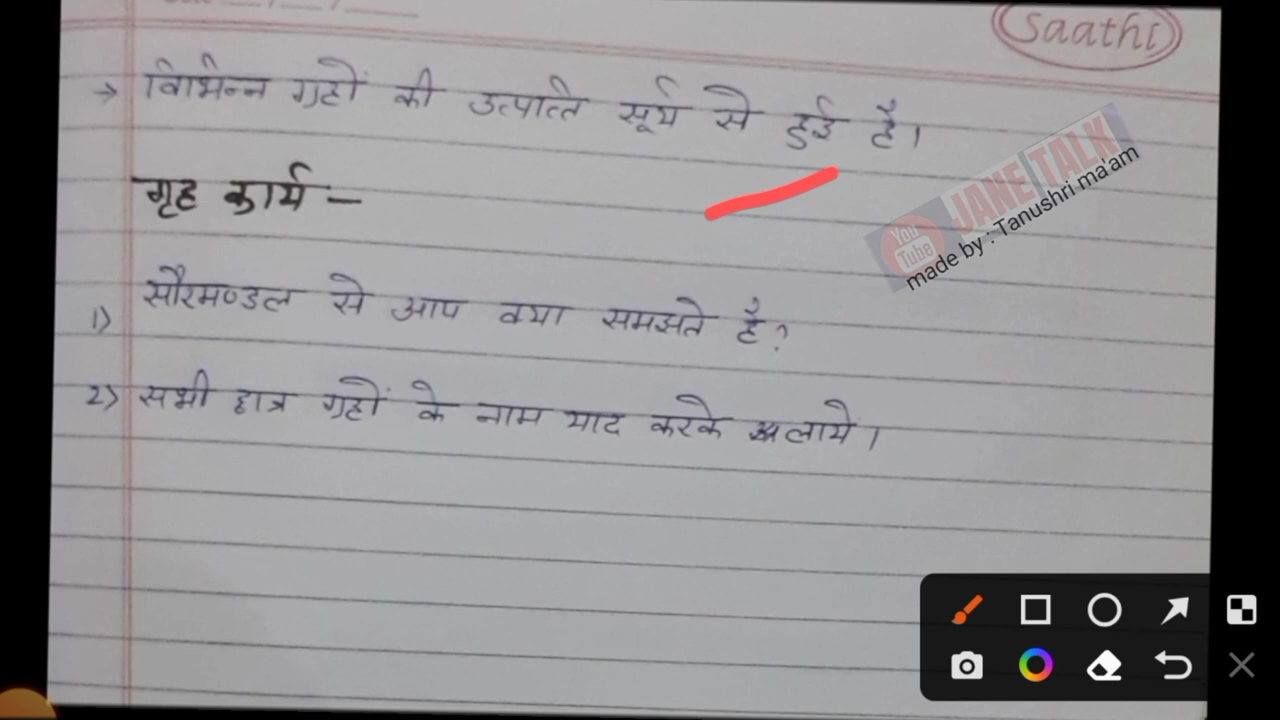 Saathi
→ विभिन्न ग्रहों की उत्पत्ति सूर्य से हुई है।
गृह कार्य –
1) सौरमण्डल से आप क्या समझते है?
2) सभी छात्र ग्रहों के नाम याद करके लाये।
You Tube JANE TALK
made by : Tanushri ma'am